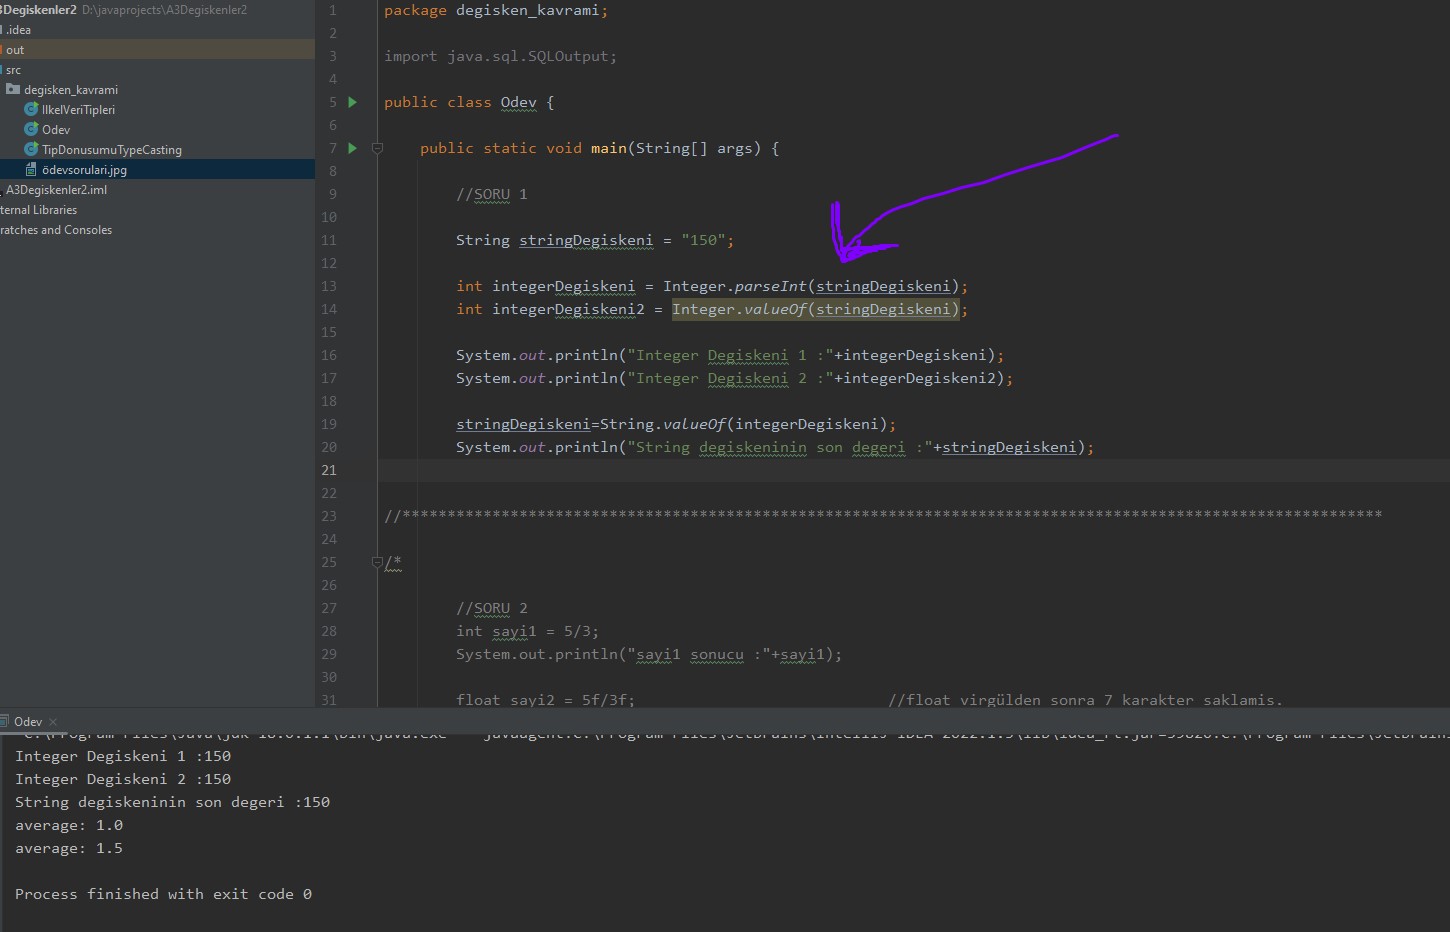 3Degiskenler2 D:\javaprojects\A3Degiskenler2
.idea
out
src
degisken_kavrami
IlkelVeriTipleri
Odev
TipDonusumuTypeCasting
ödevsorulari.jpg
A3Degiskenler2.iml
ternal Libraries
ratches and Consoles
1 package degisken_kavrami;
2
3 import java.sql.SQLOutput;
4
5 public class Odev {
6
7 public static void main(String[] args) {
8
9 //SORU 1
10
11 String stringDegiskeni = "150";
12
13 int integerDegiskeni = Integer.parseInt(stringDegiskeni);
14 int integerDegiskeni2 = Integer.valueOf(stringDegiskeni);
15
16 System.out.println("Integer Degiskeni 1 :"+integerDegiskeni);
17 System.out.println("Integer Degiskeni 2 :"+integerDegiskeni2);
18
19 stringDegiskeni=String.valueOf(integerDegiskeni);
20 System.out.println("String degiskeninin son degeri :"+stringDegiskeni);
21
22
23 //*************************************************************************************************************
24
25 /*
26
27 //SORU 2
28 int sayi1 = 5/3;
29 System.out.println("sayi1 sonucu :"+sayi1);
30
31 float sayi2 = 5f/3f; //float virgülden sonra 7 karakter saklamis.
Odev
Integer Degiskeni 1 :150
Integer Degiskeni 2 :150
String degiskeninin son degeri :150
average: 1.0
average: 1.5
Process finished with exit code 0